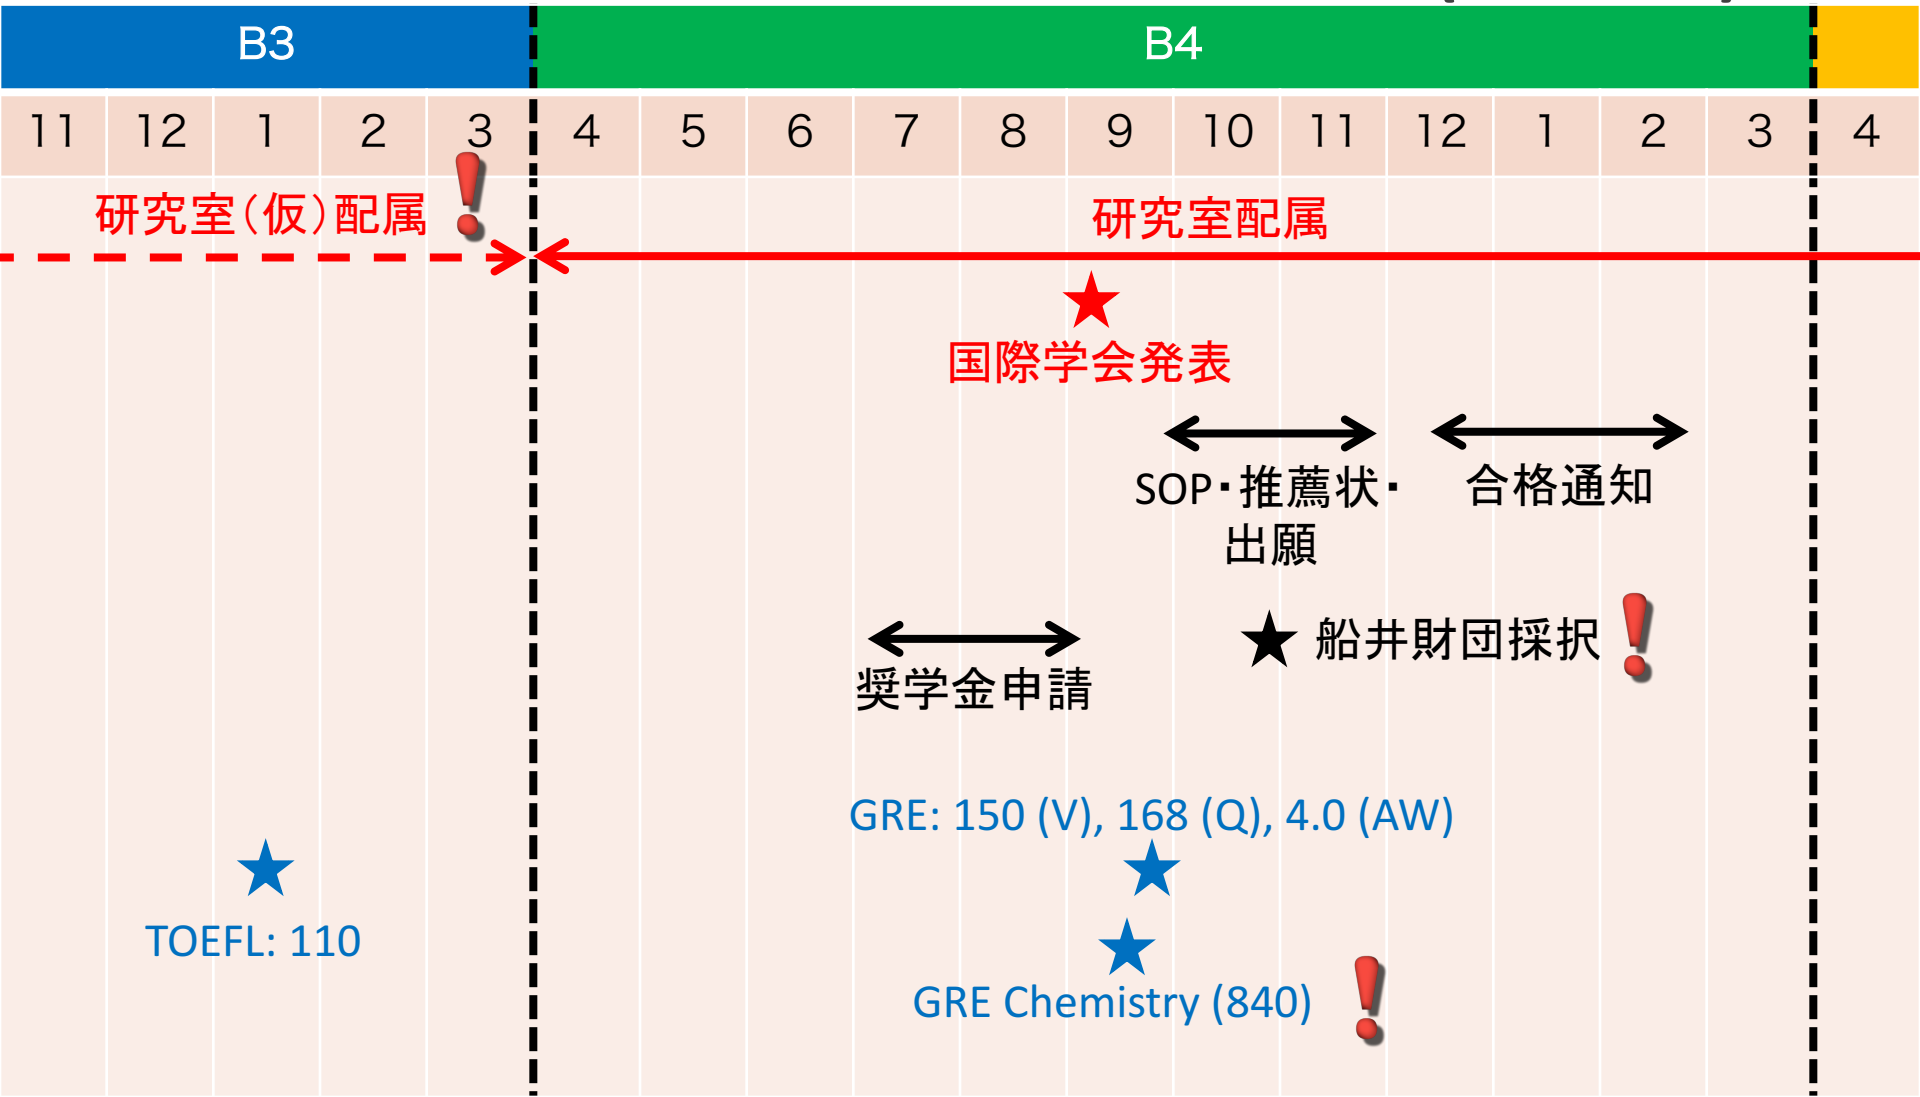 B3 B4
11 12 1 2 3 4 5 6 7 8 9 10 11 12 1 2 3 4
研究室(仮)配属
研究室配属
国際学会発表
SOP・推薦状・
出願
合格通知
船井財団採択
奨学金申請
GRE: 150 (V), 168 (Q), 4.0 (AW)
TOEFL: 110
GRE Chemistry (840)